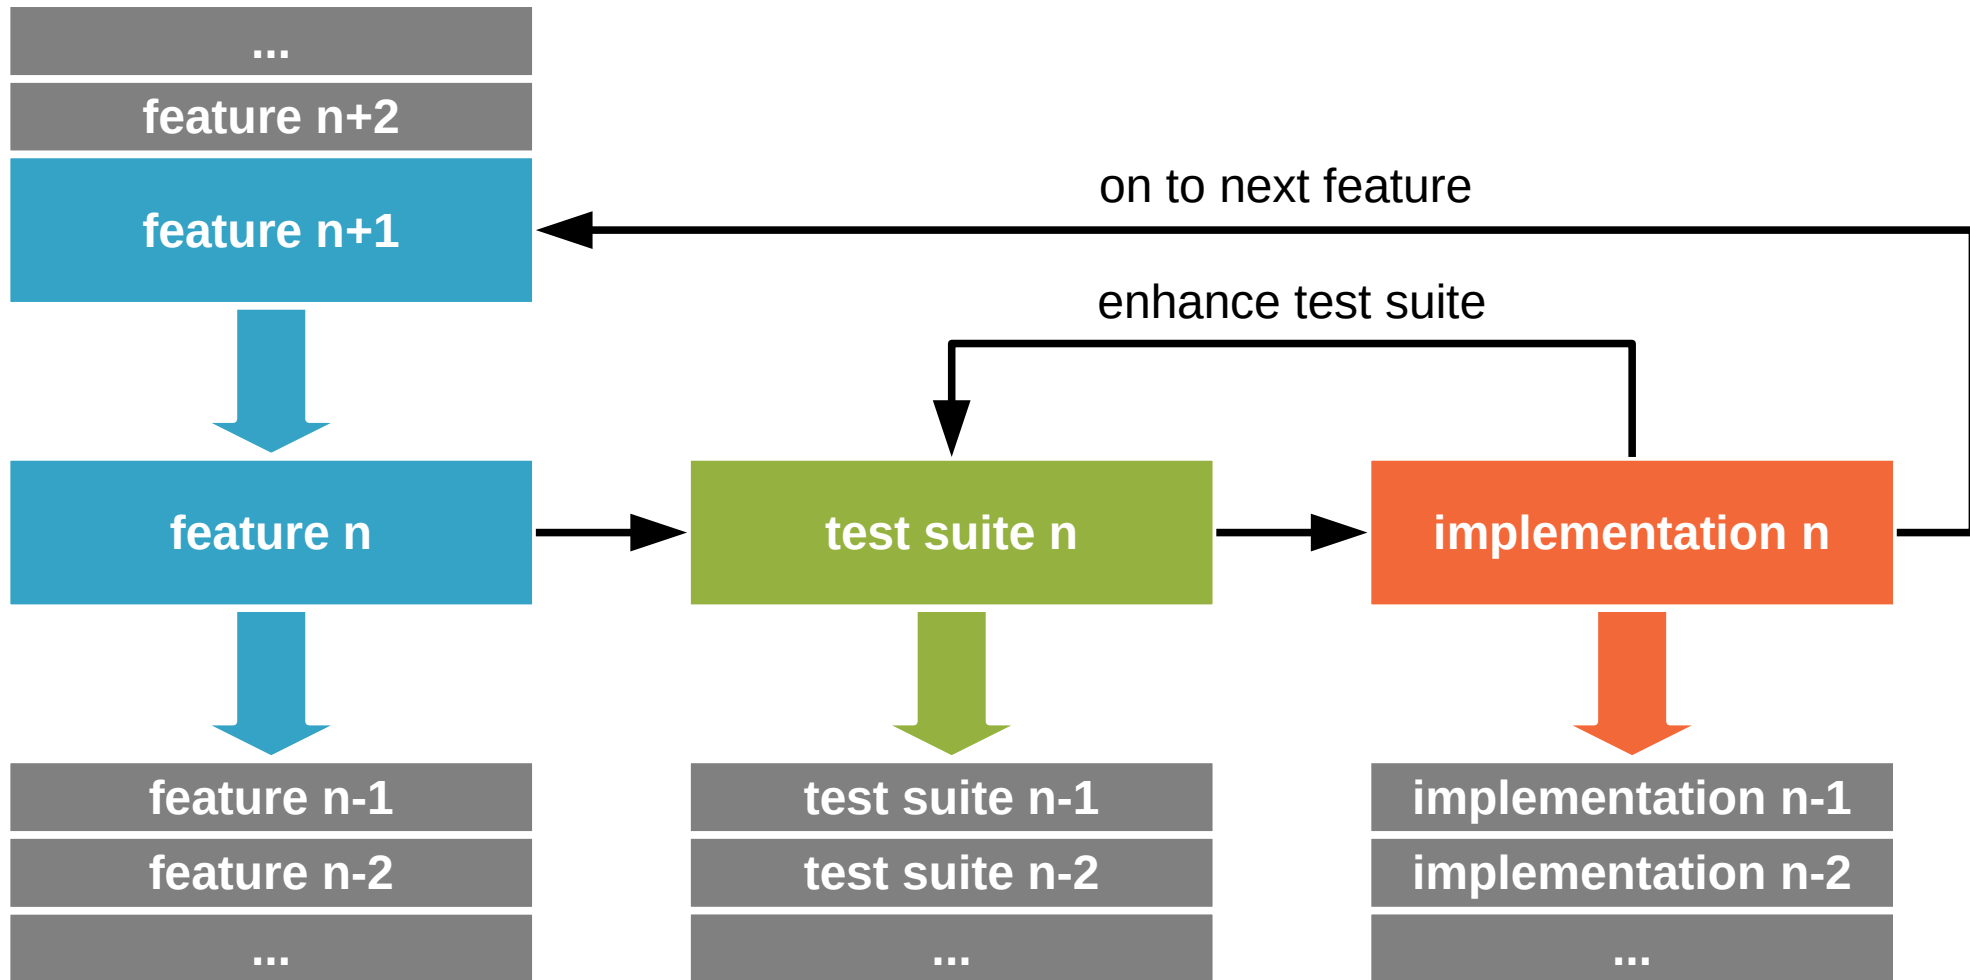 ...
feature n+2
feature n+1
on to next feature
enhance test suite
feature n
test suite n
implementation n
feature n-1
test suite n-1
implementation n-1
feature n-2
test suite n-2
implementation n-2
...
...
...